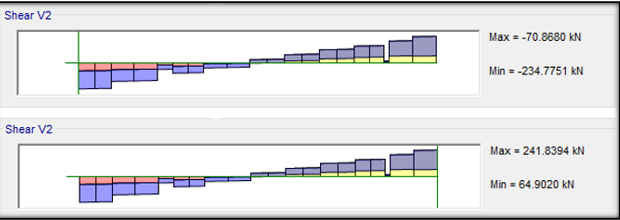 Shear V2
Max = -70.8680 kN
Min = -234.7751 kN
Shear V2
Max = 241.8394 kN
Min = 64.9020 kN